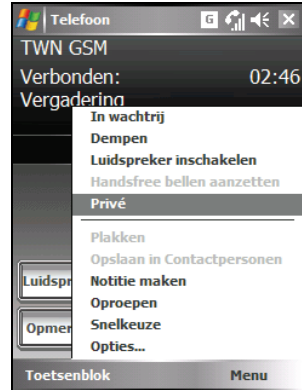 Telefoon
G
TWN GSM
Verbonden: 02:46
Vergadering
In wachtrij
Dempen
Luidspreker inschakelen
Handsfree bellen aanzetten
Privé
Plakken
Opslaan in Contactpersonen
Notitie maken
Oproepen
Snelkeuze
Opties...
Luidspr
Opmer
Toetsenblok Menu